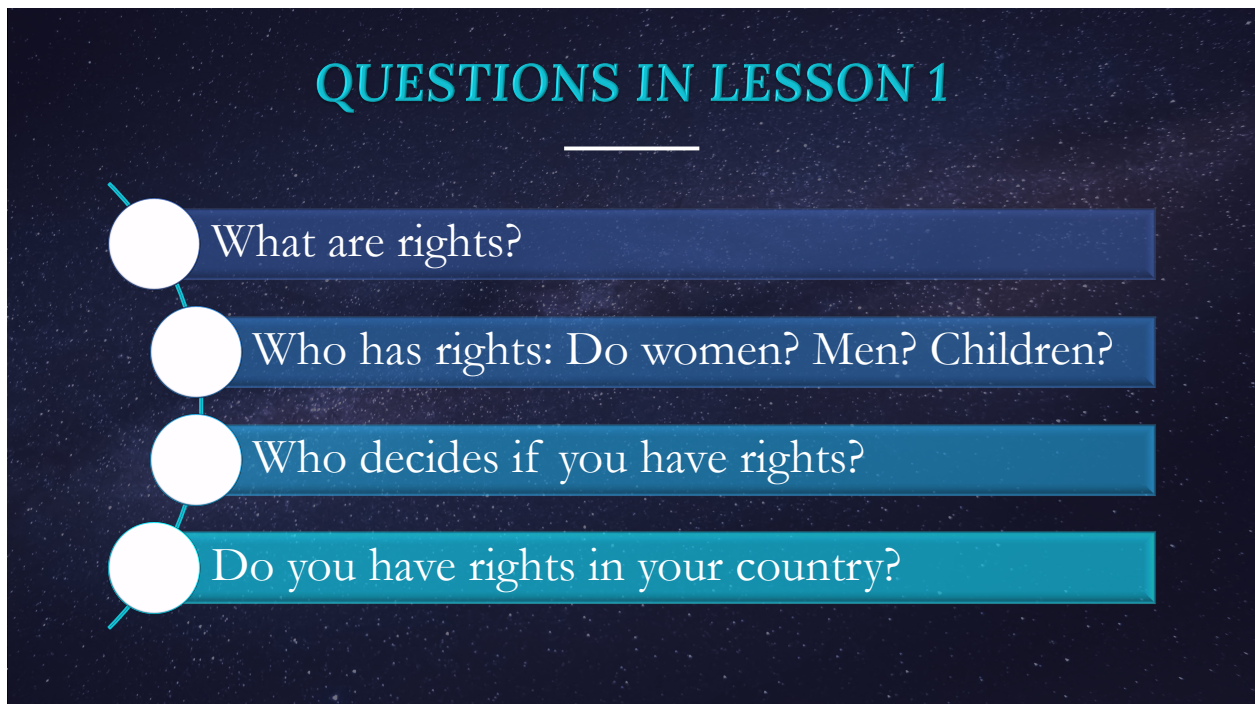 QUESTIONS IN LESSON 1
What are rights?
Who has rights: Do women? Men? Children?
Who decides if you have rights?
Do you have rights in your country?